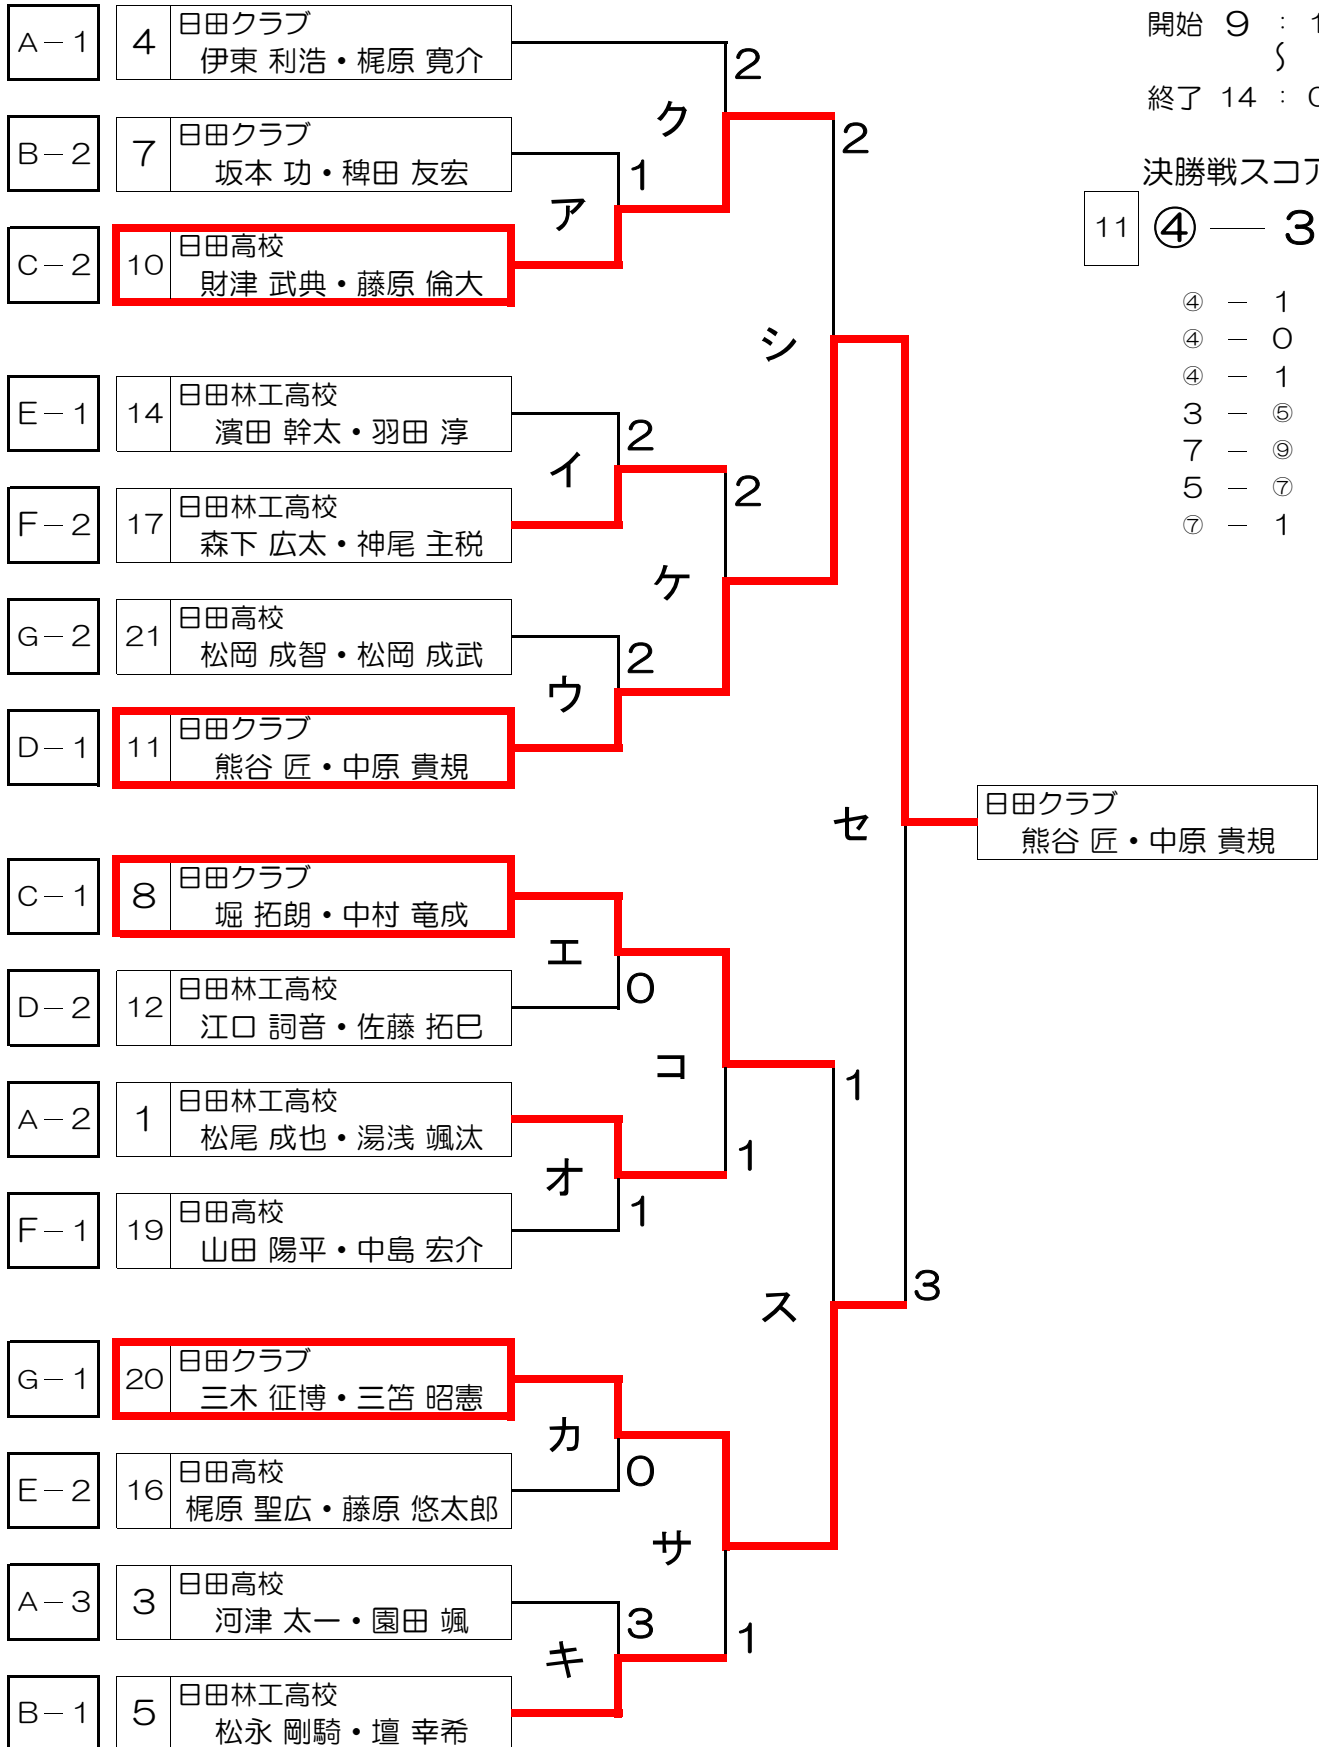 A－1 4 日田クラブ
伊東 利浩・梶原 寛介
B－2 7 日田クラブ
坂本 功・稗田 友宏
C－2 10 日田高校
財津 武典・藤原 倫大
E－1 14 日田林工高校
濱田 幹太・羽田 淳
F－2 17 日田林工高校
森下 広太・神尾 主税
G－2 21 日田高校
松岡 成智・松岡 成武
D－1 11 日田クラブ
熊谷 匠・中原 貴規
C－1 8 日田クラブ
堀 拓朗・中村 竜成
D－2 12 日田林工高校
江口 詞音・佐藤 拓巳
A－2 1 日田林工高校
松尾 成也・湯浅 颯汰
F－1 19 日田高校
山田 陽平・中島 宏介
G－1 20 日田クラブ
三木 征博・三笘 昭憲
E－2 16 日田高校
梶原 聖広・藤原 悠太郎
A－3 3 日田高校
河津 太一・園田 颯
B－1 5 日田林工高校
松永 剛騎・壇 幸希
ア 1
イ 2
ウ 2
エ 0
オ 1
カ 0
キ 3
ク 2
ケ 2
コ 1
サ 1
シ 2
ス 1
セ 3
日田クラブ
熊谷 匠・中原 貴規
開始 9 : 1
～
終了 14 : 0
決勝戦スコア
11 ④ ― 3
④ － 1
④ － 0
④ － 1
3 － ⑤
7 － ⑨
5 － ⑦
⑦ － 1